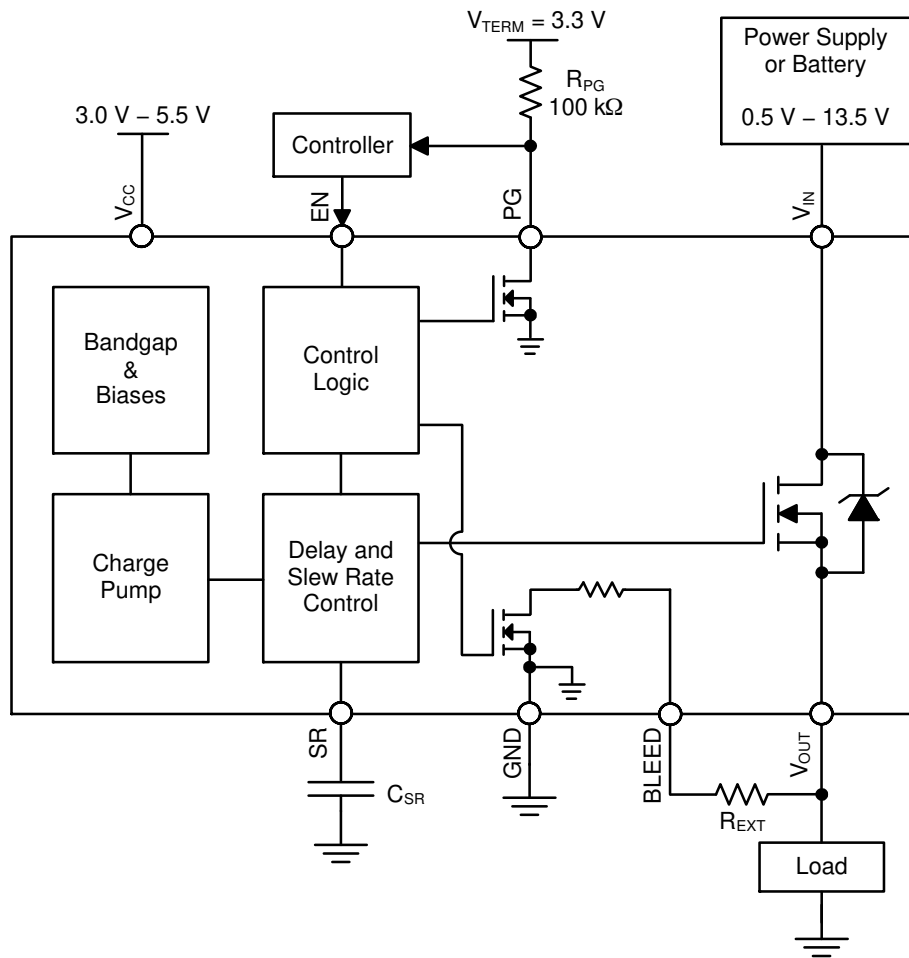 V_TERM = 3.3 V
Power Supply
or Battery
0.5 V – 13.5 V
R_PG
100 kΩ
3.0 V – 5.5 V
Controller
V_CC
EN
PG
V_IN
Bandgap
&
Biases
Control
Logic
Charge
Pump
Delay and
Slew Rate
Control
SR
GND
BLEED
V_OUT
C_SR
R_EXT
Load